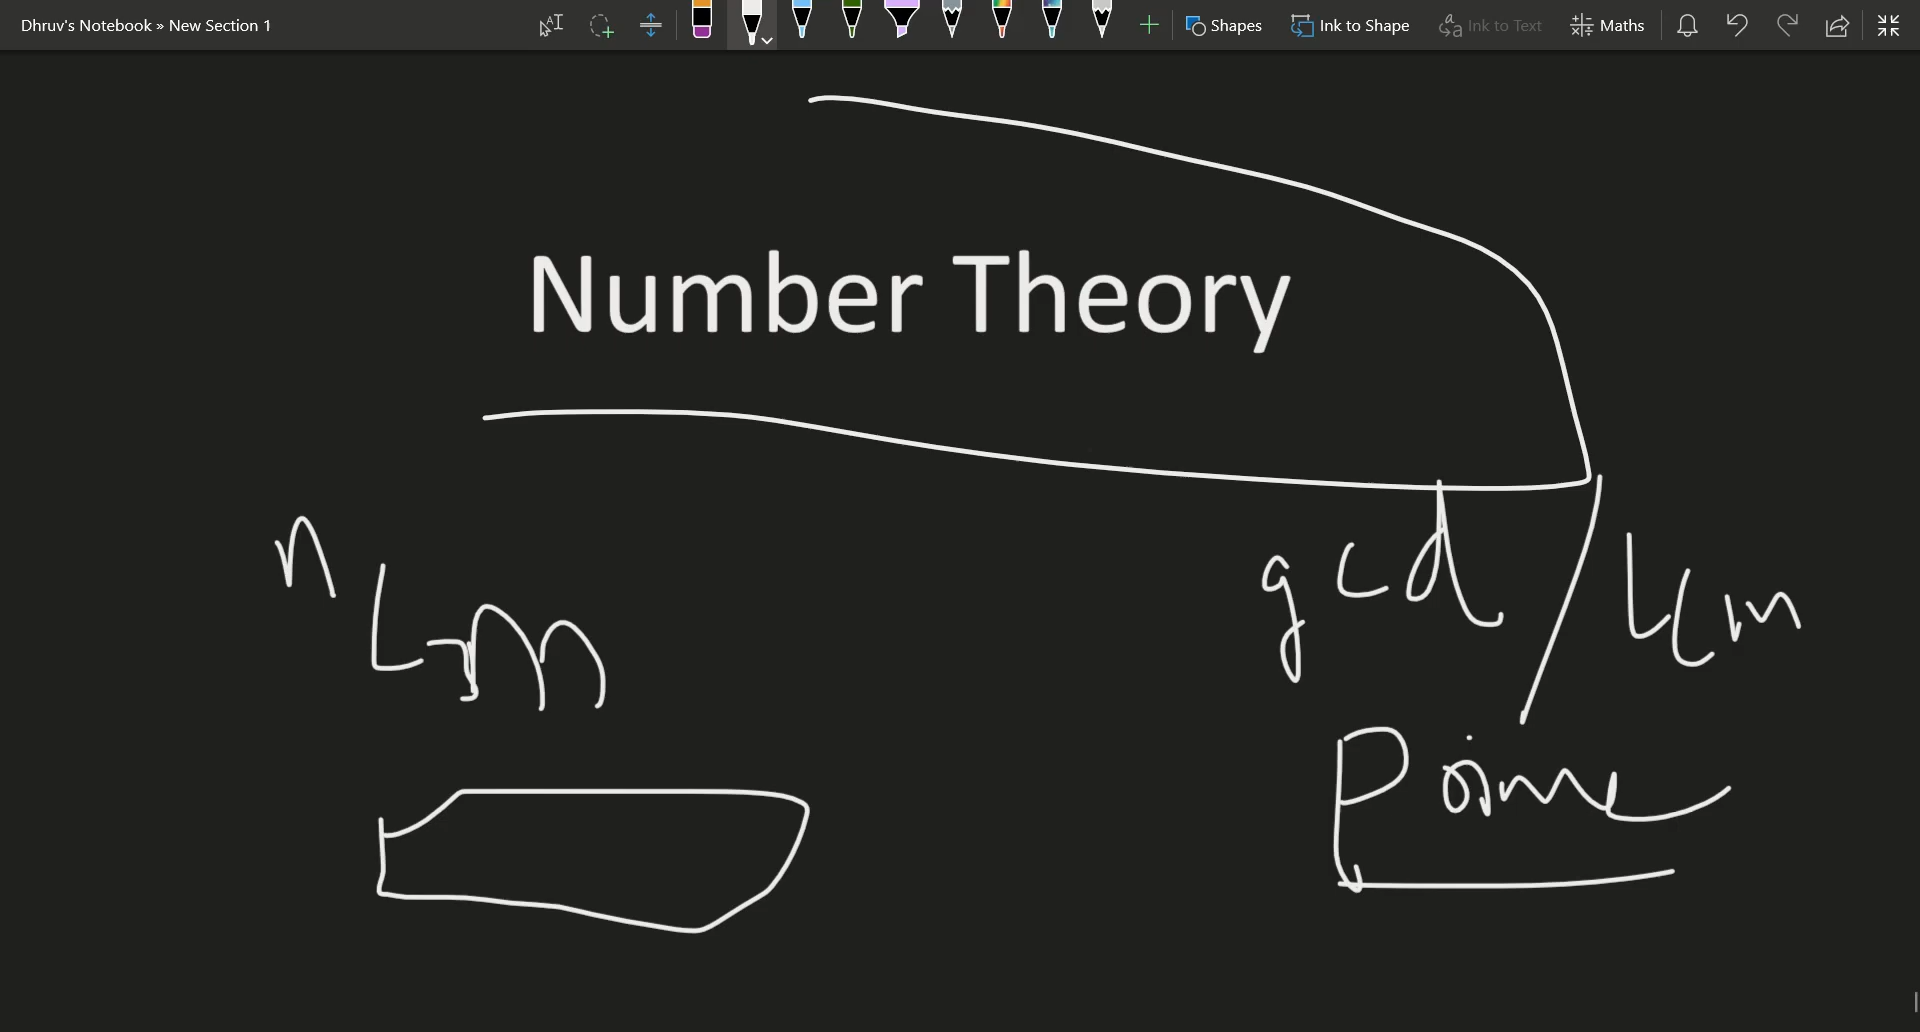 Dhruv's Notebook » New Section 1
Shapes Ink to Shape Ink to Text Maths
Number Theory
gcd / lcm
Prime